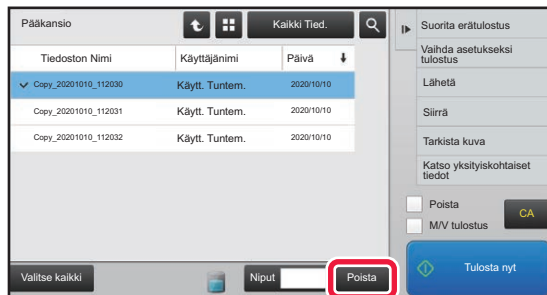 Pääkansio
Kaikki Tied.
Tiedoston Nimi
Käyttäjänimi
Päivä
Copy_20201010_112030
Käytt. Tuntem.
2020/10/10
Copy_20201010_112031
Käytt. Tuntem.
2020/10/10
Copy_20201010_112032
Käytt. Tuntem.
2020/10/10
Valitse kaikki
Niput
Poista
Suorita erätulostus
Vaihda asetukseksi
tulostus
Lähetä
Siirrä
Tarkista kuva
Katso yksityiskohtaiset
tiedot
Poista
M/V tulostus
CA
Tulosta nyt